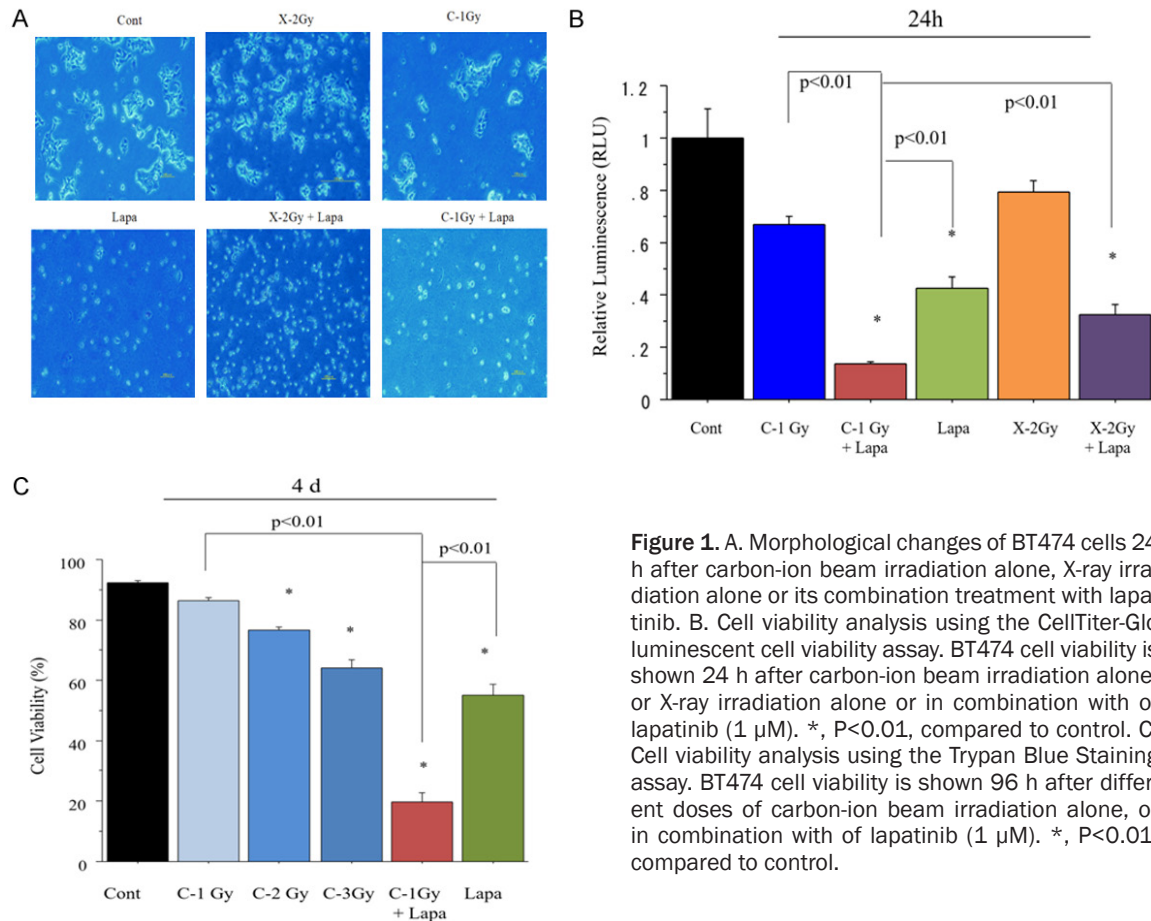 A
Cont
X-2Gy
C-1Gy
Lapa
X-2Gy + Lapa
C-1Gy + Lapa
B
24h
p<0.01
p<0.01
p<0.01
Relative Luminescence (RLU)
1.2
1
.8
.6
.4
.2
0
*
*
*
Cont
C-1 Gy
C-1 Gy
+ Lapa
Lapa
X-2Gy
X-2Gy
+ Lapa
C
4 d
p<0.01
p<0.01
Cell Viability (%)
100
80
60
40
20
0
*
*
*
*
Cont
C-1 Gy
C-2 Gy
C-3Gy
C-1Gy
+ Lapa
Lapa
Figure 1. A. Morphological changes of BT474 cells 24
h after carbon-ion beam irradiation alone, X-ray irra-
diation alone or its combination treatment with lapa-
tinib. B. Cell viability analysis using the CellTiter-Glo
luminescent cell viability assay. BT474 cell viability is
shown 24 h after carbon-ion beam irradiation alone,
or X-ray irradiation alone or in combination with of
lapatinib (1 μM). *, P<0.01, compared to control. C.
Cell viability analysis using the Trypan Blue Staining
assay. BT474 cell viability is shown 96 h after differ-
ent doses of carbon-ion beam irradiation alone, or
in combination with of lapatinib (1 μM). *, P<0.01,
compared to control.